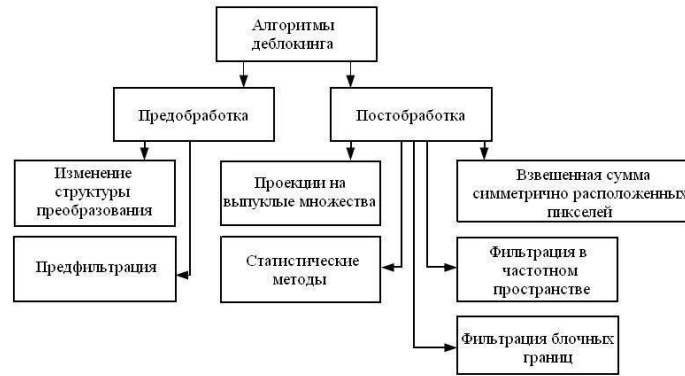 Алгоритмы
деблокинга
Предобработка
Постобработка
Изменение
структуры
преобразования
Проекции на
выпуклые множества
Взвешенная сумма
симметрично расположенных
пикселей
Предфильтрация
Статистические
методы
Фильтрация в
частотном
пространстве
Фильтрация блочных
границ